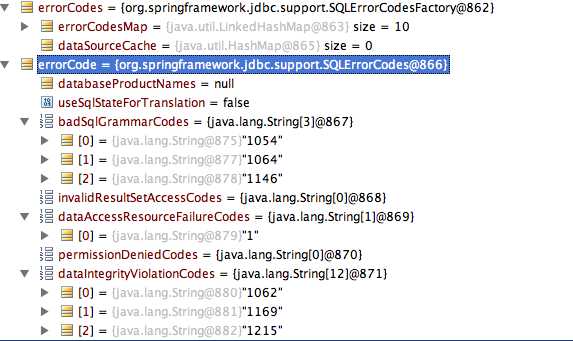 errorCodes = {org.springframework.jdbc.support.SQLErrorCodesFactory@862}
errorCodesMap = {java.util.LinkedHashMap@863} size = 10
dataSourceCache = {java.util.HashMap@865} size = 0
errorCode = {org.springframework.jdbc.support.SQLErrorCodes@866}
databaseProductNames = null
useSqlStateForTranslation = false
badSqlGrammarCodes = {java.lang.String[3]@867}
[0] = {java.lang.String@875}"1054"
[1] = {java.lang.String@877}"1064"
[2] = {java.lang.String@878}"1146"
invalidResultSetAccessCodes = {java.lang.String[0]@868}
dataAccessResourceFailureCodes = {java.lang.String[1]@869}
[0] = {java.lang.String@879}"1"
permissionDeniedCodes = {java.lang.String[0]@870}
dataIntegrityViolationCodes = {java.lang.String[12]@871}
[0] = {java.lang.String@880}"1062"
[1] = {java.lang.String@881}"1169"
[2] = {java.lang.String@882}"1215"